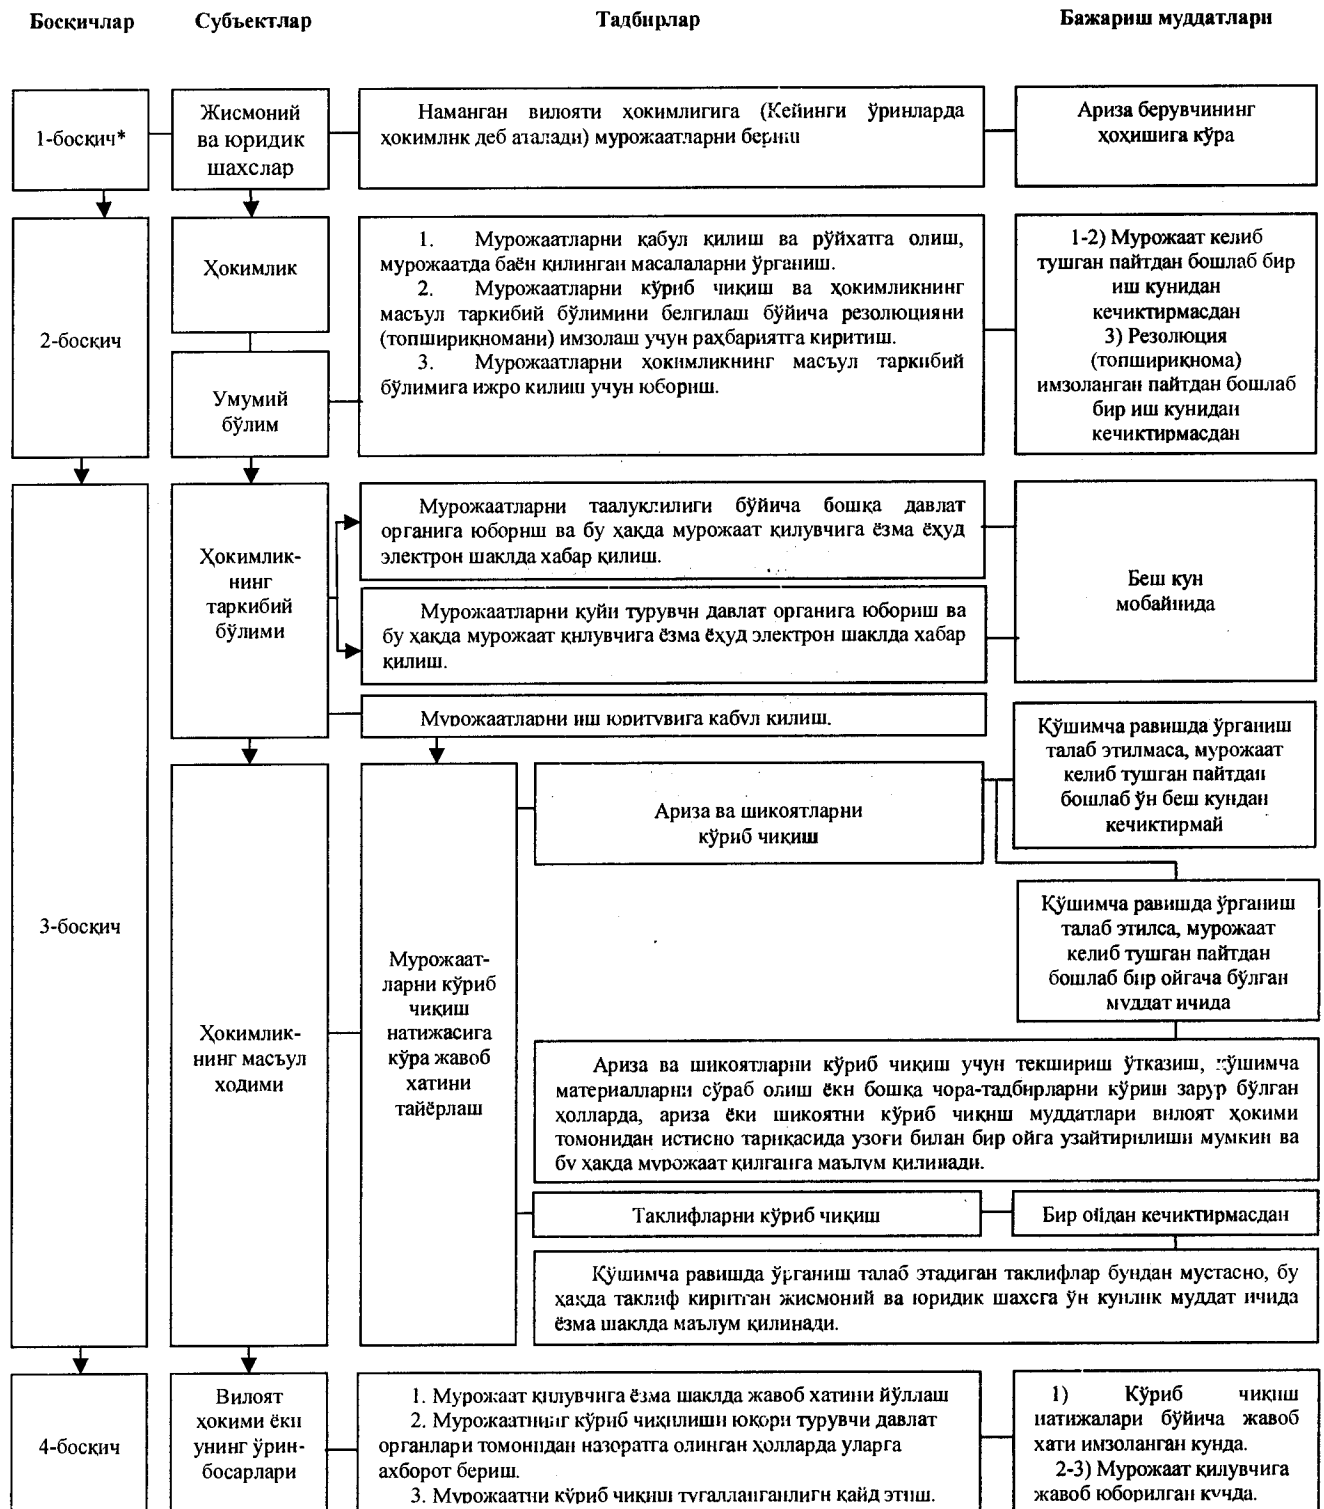 Босқичлар Субъектлар Тадбирлар Бажариш муддатлари
1-босқич*
Жисмоний
ва юридик
шахслар
Наманган вилояти ҳокимлигига (Кейинги ўринларда
ҳокимлик деб аталади) мурожаатларни бериш
Ариза берувчининг
ҳоҳишига кўра
2-босқич
Ҳокимлик
Умумий
бўлим
1. Мурожаатларни қабул қилиш ва рўйхатга олиш,
мурожаатда баён қилинган масалаларни ўрганиш.
2. Мурожаатларни кўриб чиқиш ва ҳокимликнинг
масъул таркибий бўлимини белгилаш бўйича резолюцияни
(топшириқномани) имзолаш учун раҳбариятга киритиш.
3. Мурожаатларни ҳокимликнинг масъул таркибий
бўлимига ижро килиш учун юбориш.
1-2) Мурожаат келиб
тушган пайтдан бошлаб бир
иш кунидан
кечиктирмасдан
3) Резолюция
(топшириқнома)
имзоланган пайтдан бошлаб
бир иш кунидан
кечиктирмасдан
3-босқич
Ҳокимлик-
нинг
таркибий
бўлими
Мурожаатларни таалуклилиги бўйича бошқа давлат
органига юбориш ва бу ҳақда мурожаат қилувчига ёзма ёҳуд
электрон шаклда хабар қилиш.
Мурожаатларни қуйи турувчи давлат органига юбориш ва
бу ҳақда мурожаат қилувчига ёзма ёҳуд электрон шаклда хабар
қилиш.
Беш кун
мобайнида
Мурожаатларни иш юритувига қабул қилиш.
Ҳокимлик-
нинг масъул
ходими
Мурожаат-
ларни кўриб
чиқиш
натижасига
кўра жавоб
хатини
тайёрлаш
Ариза ва шикоятларни
кўриб чиқиш
Қўшимча равишда ўрганиш
талаб этилмаса, мурожаат
келиб тушган пайтдан
бошлаб ўн беш кундан
кечиктирмай
Қўшимча равишда ўрганиш
талаб этилса, мурожаат
келиб тушган пайтдан
бошлаб бир ойгача бўлган
муддат ичида
Ариза ва шикоятларни кўриб чиқиш учун текшириш ўтказиш, қўшимча
материалларни сўраб олиш ёки бошқа чора-тадбирларни кўриш зарур бўлган
ҳолларда, ариза ёки шикоятни кўриб чиқиш муддатлари вилоят ҳокими
томонидан истисно тариқасида узоғи билан бир ойга узайтирилиши мумкин ва
бу ҳақда мурожаат қилганга маълум қилинади.
Таклифларни кўриб чиқиш
Бир ойдан кечиктирмасдан
Қўшимча равишда ўрганиш талаб этадиган таклифлар бундан мустасно, бу
ҳақда таклиф киритган жисмоний ва юридик шахсга ўн кунлик муддат ичида
ёзма шаклда маълум қилинади.
4-босқич
Вилоят
ҳокими ёки
унинг ўрин-
босарлари
1. Мурожаат қилувчига ёзма шаклда жавоб хатини йўллаш
2. Мурожаатнинг кўриб чиқилиши юқори турувчи давлат
органлари томонидан назоратга олинган ҳолларда уларга
ахборот бериш.
3. Мурожаатни кўриб чиқиш тугалланганлиги қайд этиш.
1) Кўриб чиқиш
натижалари бўйича жавоб
хати имзоланган кунда.
2-3) Мурожаат қилувчига
жавоб юборилган кунда.